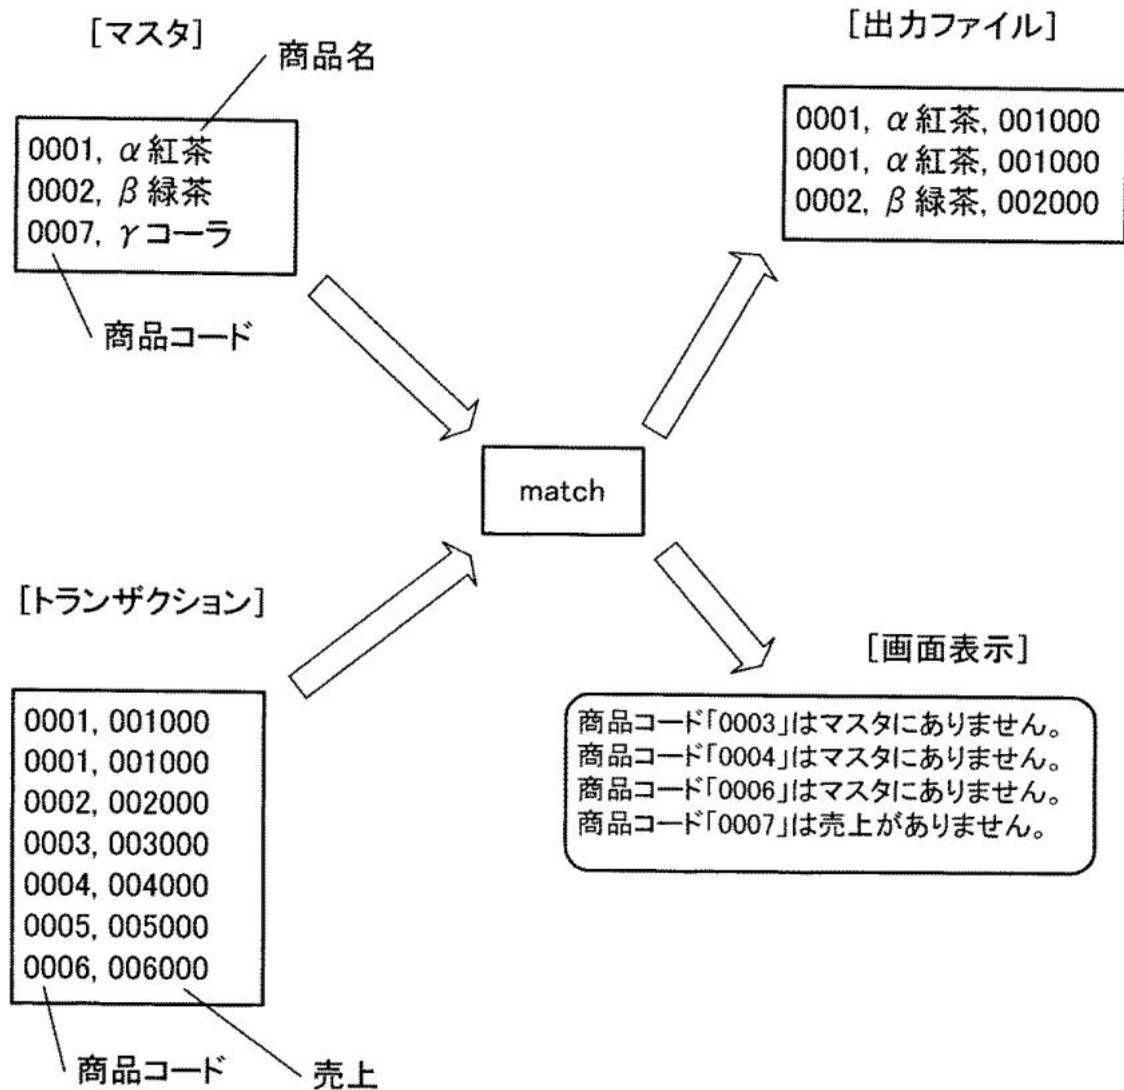 [マスタ]
商品名
0001, α紅茶
0002, β緑茶
0007, γコーラ
商品コード
[出力ファイル]
0001, α紅茶, 001000
0001, α紅茶, 001000
0002, β緑茶, 002000
match
[トランザクション]
0001, 001000
0001, 001000
0002, 002000
0003, 003000
0004, 004000
0005, 005000
0006, 006000
商品コード
売上
[画面表示]
商品コード「0003」はマスタにありません。
商品コード「0004」はマスタにありません。
商品コード「0006」はマスタにありません。
商品コード「0007」は売上がありません。